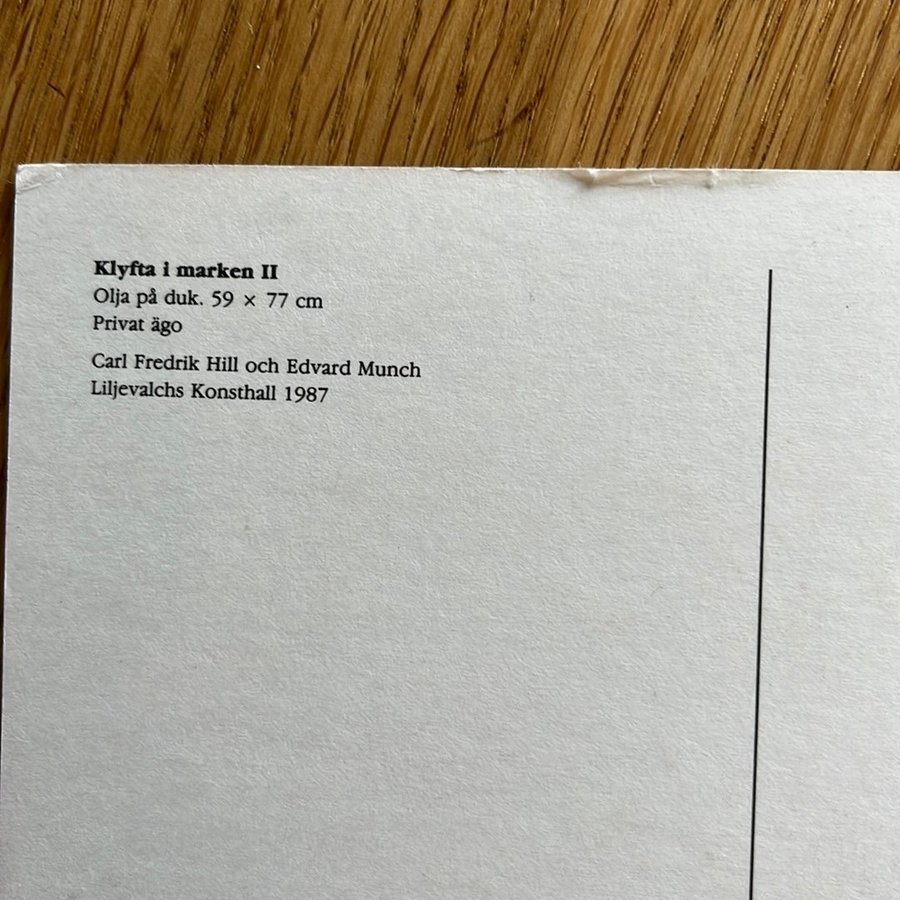 Klyfta i marken II
Olja på duk. 59 × 77 cm
Privat ägo
Carl Fredrik Hill och Edvard Munch
Liljevalchs Konsthall 1987